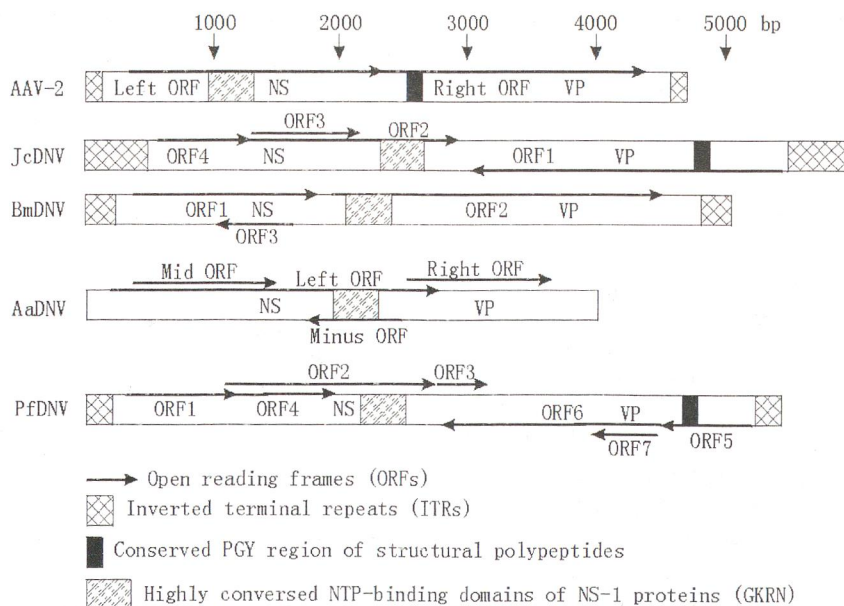 1000 2000 3000 4000 5000 bp
AAV-2 Left ORF NS Right ORF VP
ORF3 ORF2
JcDNV ORF4 NS ORF1 VP
BmDNV ORF1 NS ORF2 VP
ORF3
Mid ORF Left ORF Right ORF
AaDNV NS VP
Minus ORF
ORF2 ORF3
PfDNV ORF1 ORF4 NS ORF6 VP
ORF7 ORF5
Open reading frames (ORFs)
Inverted terminal repeats (ITRs)
Conserved PGY region of structural polypeptides
Highly conversed NTP-binding domains of NS-1 proteins (GKRN)